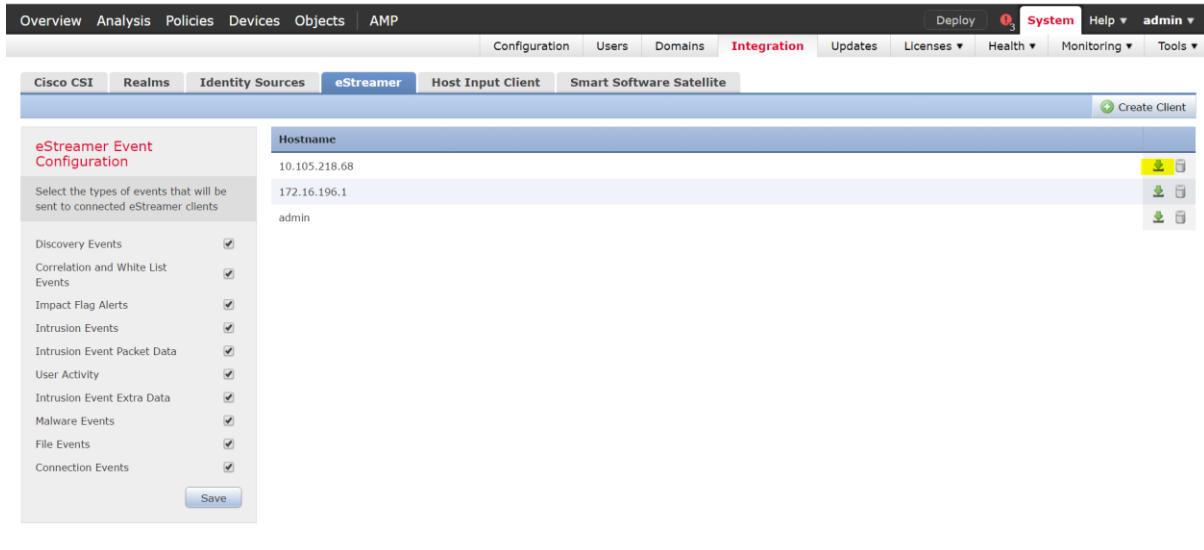 Overview Analysis Policies Devices Objects AMP Deploy 3 System Help admin
Configuration Users Domains Integration Updates Licenses Health Monitoring Tools
Cisco CSI Realms Identity Sources eStreamer Host Input Client Smart Software Satellite
Create Client
eStreamer Event
Configuration
Select the types of events that will be
sent to connected eStreamer clients
Discovery Events
Correlation and White List
Events
Impact Flag Alerts
Intrusion Events
Intrusion Event Packet Data
User Activity
Intrusion Event Extra Data
Malware Events
File Events
Connection Events
Save
Hostname
10.105.218.68
172.16.196.1
admin